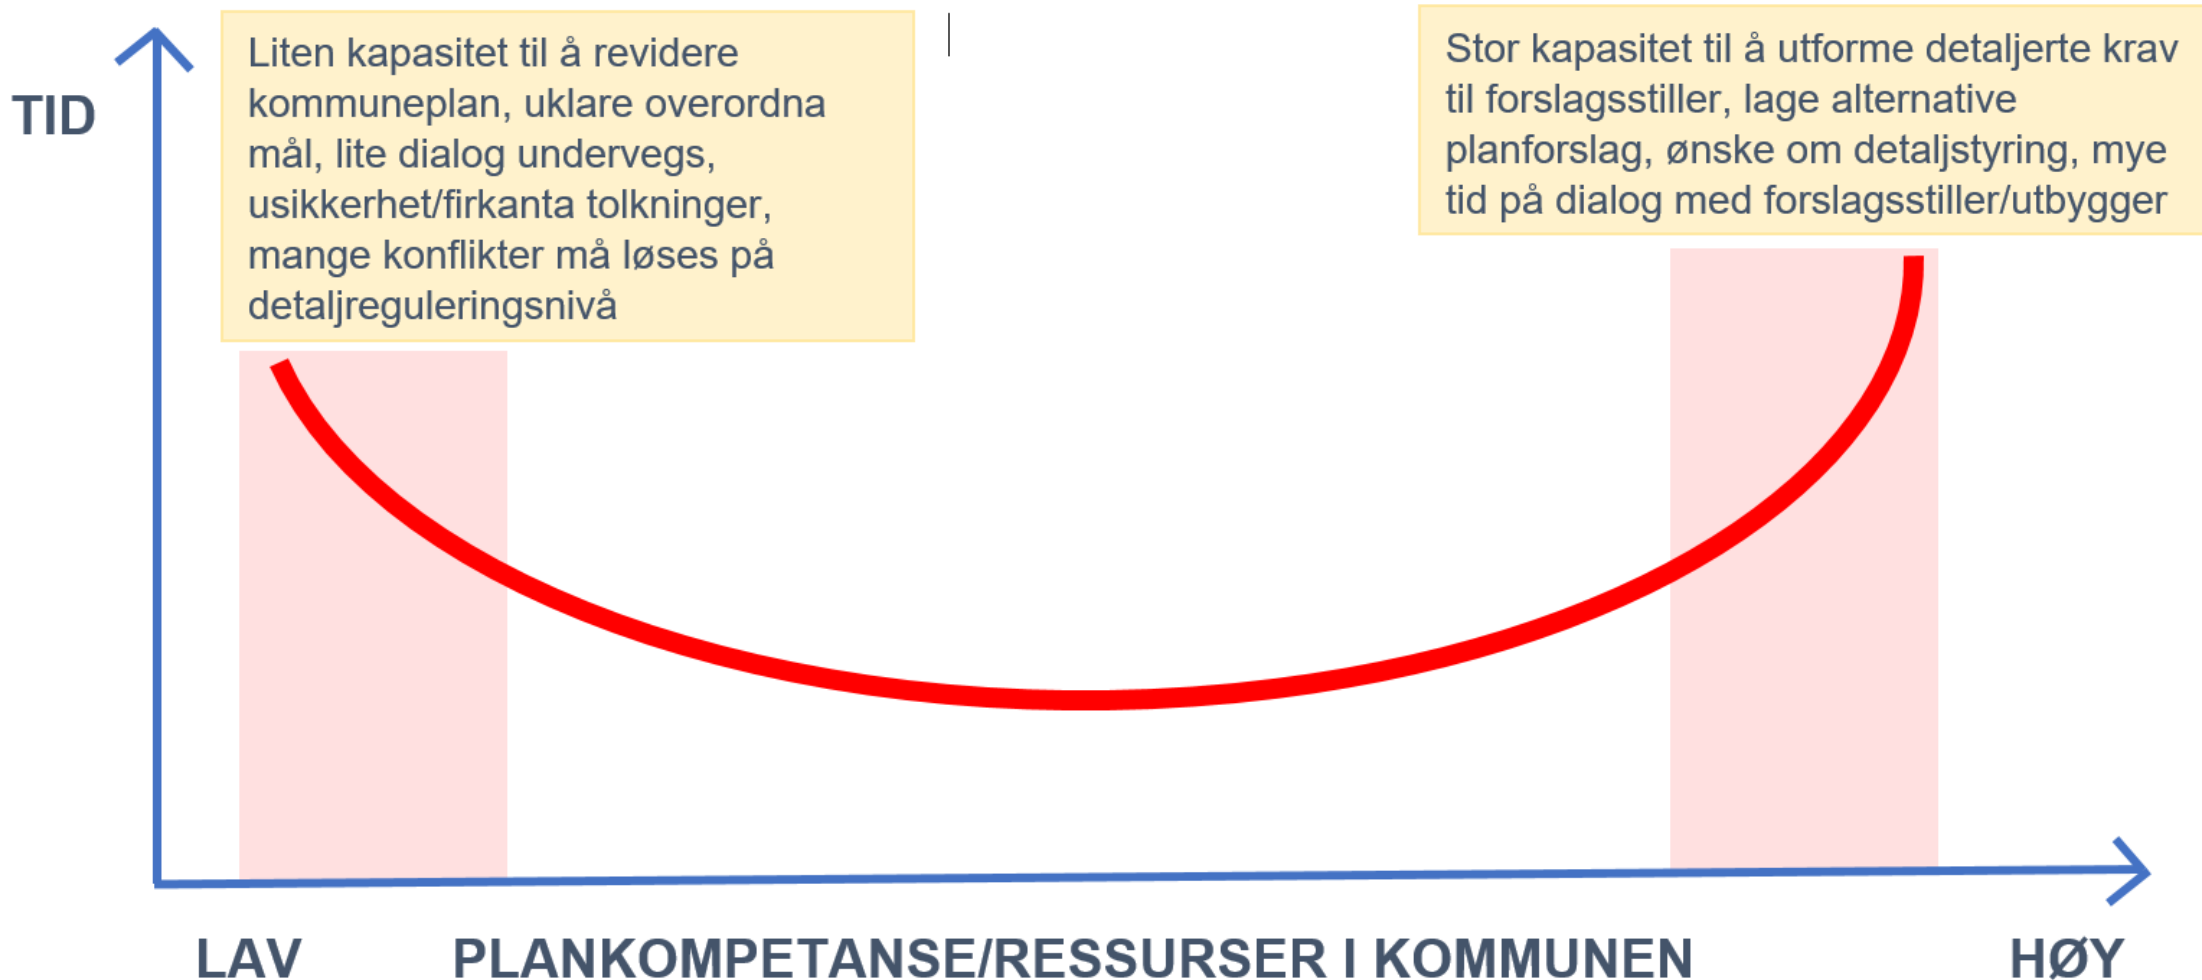 TID
Liten kapasitet til å revidere
kommuneplan, uklare overordna
mål, lite dialog undervegs,
usikkerhet/firkanta tolkninger,
mange konflikter må løses på
detaljreguleringsnivå
Stor kapasitet til å utforme detaljerte krav
til forslagsstiller, lage alternative
planforslag, ønske om detaljstyring, mye
tid på dialog med forslagsstiller/utbygger
LAV
PLANKOMPETANSE/RESSURSER I KOMMUNEN
HØY